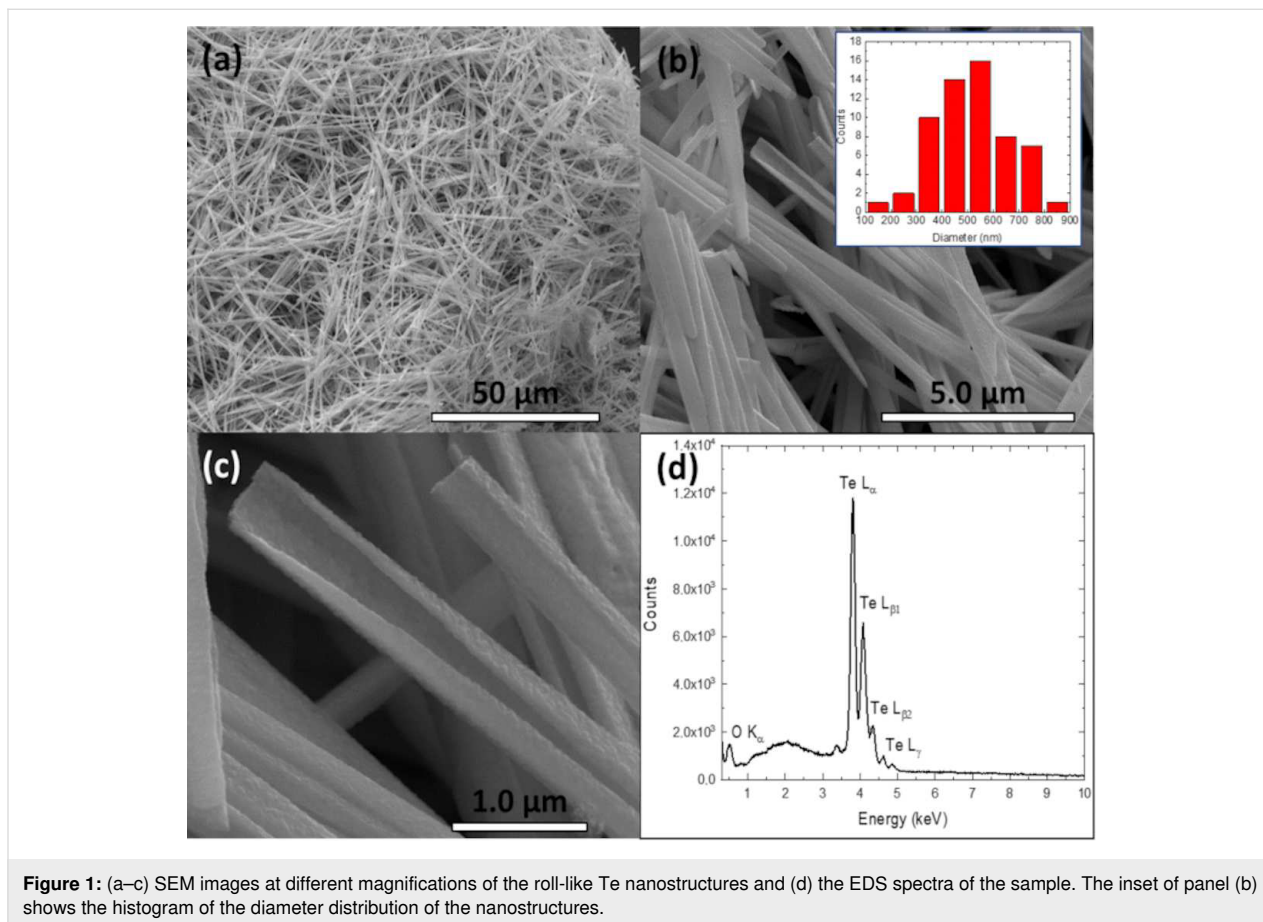 (a)
50 μm
(b)
18
16
14
12
10
8
6
4
2
0
Counts
100 200 300 400 500 600 700 800 900
Diameter (nm)
5.0 μm
(c)
1.0 μm
(d)
1.4x10⁴
1.2x10⁴
1.0x10⁴
8.0x10³
6.0x10³
4.0x10³
2.0x10³
0.0
Counts
Te Lα
Te Lβ1
Te Lβ2
Te Lγ
O Kα
1 2 3 4 5 6 7 8 9 10
Energy (keV)
Figure 1: (a–c) SEM images at different magnifications of the roll-like Te nanostructures and (d) the EDS spectra of the sample. The inset of panel (b)
shows the histogram of the diameter distribution of the nanostructures.